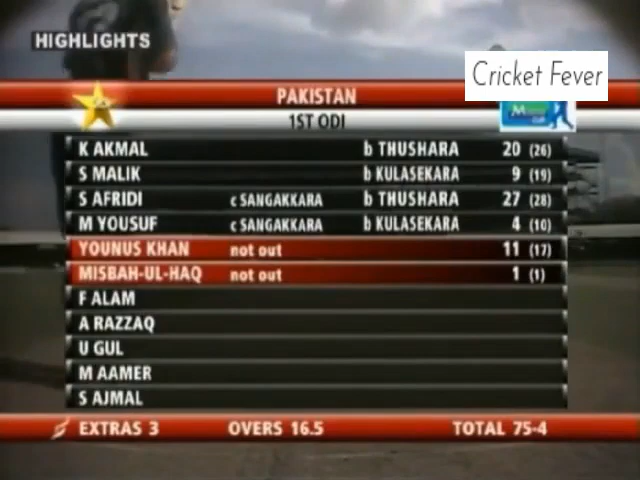 HIGHLIGHTS
Cricket Fever
PAKISTAN
1ST ODI
K AKMAL b THUSHARA 20 (26)
S MALIK b KULASEKARA 9 (19)
S AFRIDI c SANGAKKARA b THUSHARA 27 (28)
M YOUSUF c SANGAKKARA b KULASEKARA 4 (10)
YOUNUS KHAN not out 11 (17)
MISBAH-UL-HAQ not out 1 (1)
F ALAM
A RAZZAQ
U GUL
M AAMER
S AJMAL
EXTRAS 3 OVERS 16.5 TOTAL 75-4